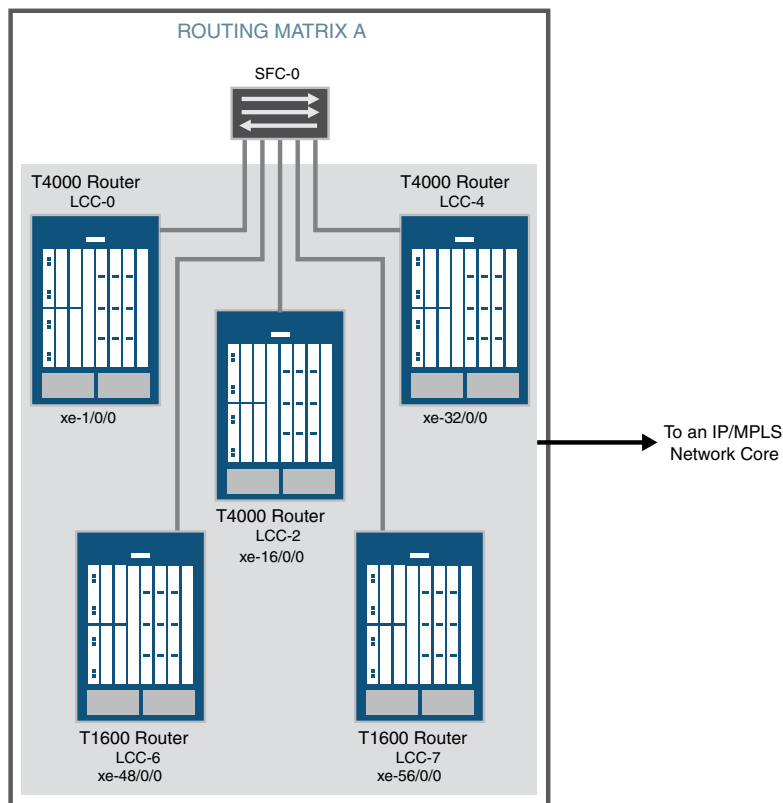 ROUTING MATRIX A
SFC-0
T4000 Router
LCC-0
T4000 Router
LCC-4
xe-1/0/0
xe-32/0/0
To an IP/MPLS
Network Core
T4000 Router
LCC-2
xe-16/0/0
T1600 Router
LCC-6
xe-48/0/0
T1600 Router
LCC-7
xe-56/0/0